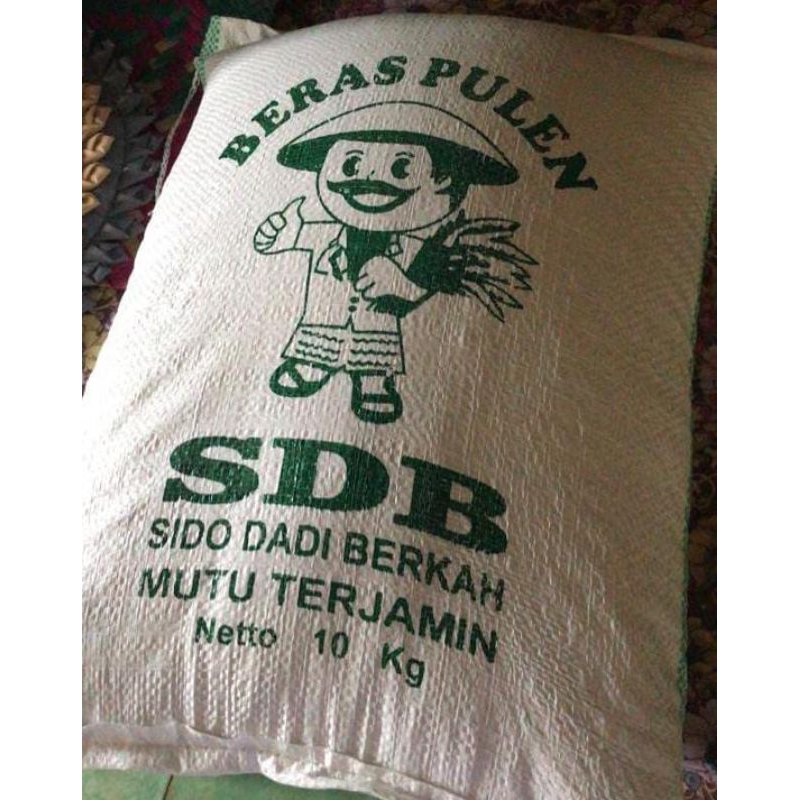 BERAS PULEN
SDB
SIDO DADI BERKAH
MUTU TERJAMIN
Netto 10 Kg